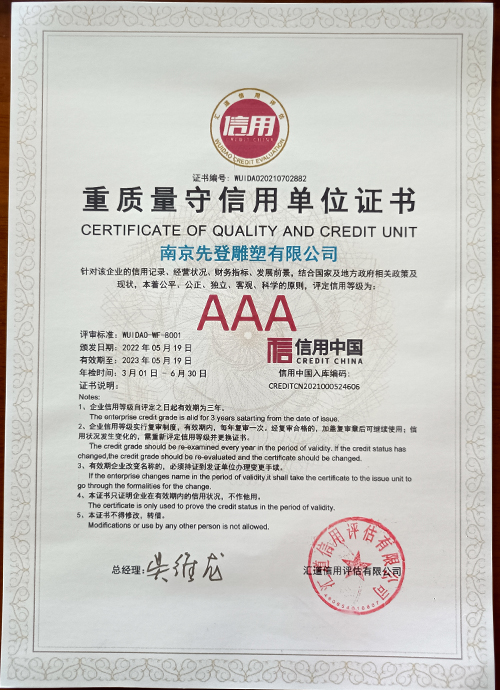 汇道信用评估
信用
WUIDAO CREDIT EVALUATION
证书编号: WUIDAO20210702882
重质量守信用单位证书
CERTIFICATE OF QUALITY AND CREDIT UNIT
南京先登雕塑有限公司
针对该企业的信用记录、经营状况、财务指标、发展前景，结合国家及地方政府相关政策及
现状，本着公平、公正、独立、客观、科学的原则，评定信用等级为：
AAA
评审标准: WUIDAO-WF-8001
颁发日期: 2022 年 05 月 19 日
有效期至: 2023 年 05 月 19 日
年检时间: 3 月 01 日 - 6 月 30 日
证书说明:
信用中国
CREDIT CHINA
信用中国入库编码:
CREDITCN2021000524606
Notes:
1、企业信用等级自评定之日起有效期为三年。
The enterprise credit grade is alid for 3 years satarting from the date of issue.
2、企业信用等级实行复审制度，有效期内，每年复审一次。经复审合格的，加盖复审章后可继续使用；信
用状况发生变化的，需重新评定信用等级并更换证书。
The credit grade should be re-examined every year in the period of validity. If the credit status has
changed,the credit grade should be re-evaluated and the certifcate should be changed.
3、有效期企业改变名称的，必须持证到发证单位办理变更手续。
If the enterprise changes name in the period of validity,it shall take the certificate to the issue unit to
go through the formalities for the change.
4、本证书只证明企业在有效期内的信用状况，不作他用。
The certificate is only used to prove the credit status in the period of validity.
5、本证书不得修改，转借。
Modifications or use by any other person is not allowed.
总经理: 吴维龙
汇道信用评估有限公司
汇道信用评估有限公司